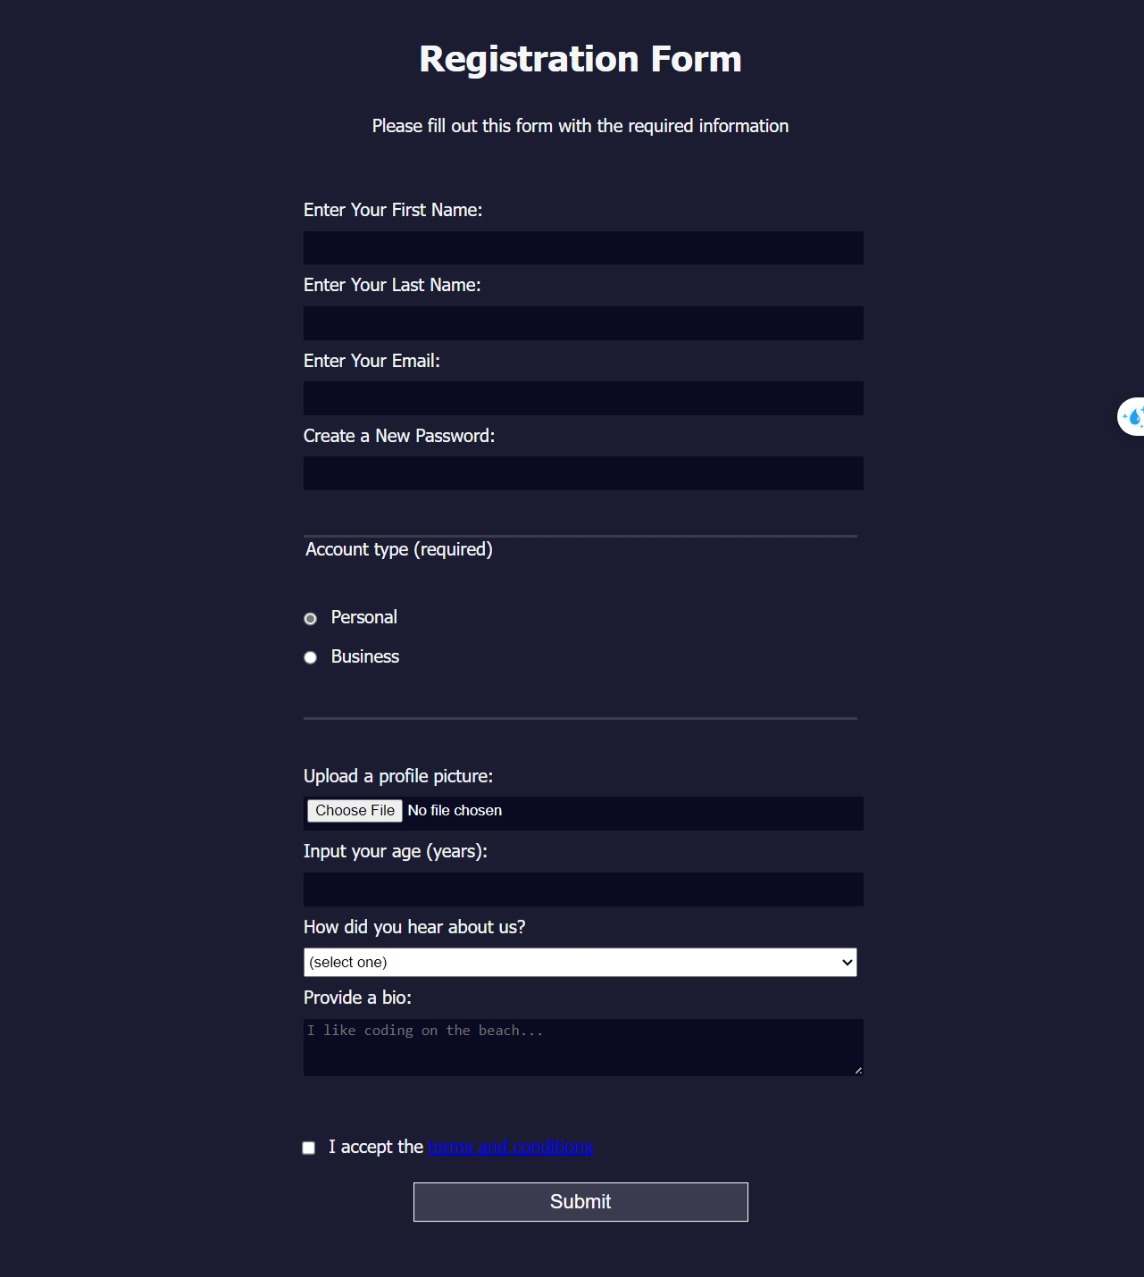 Registration Form
Please fill out this form with the required information
Enter Your First Name:
Enter Your Last Name:
Enter Your Email:
Create a New Password:
Account type (required)
Personal
Business
Upload a profile picture:
Choose File No file chosen
Input your age (years):
How did you hear about us?
(select one)
Provide a bio:
I like coding on the beach...
I accept the terms and conditions
Submit